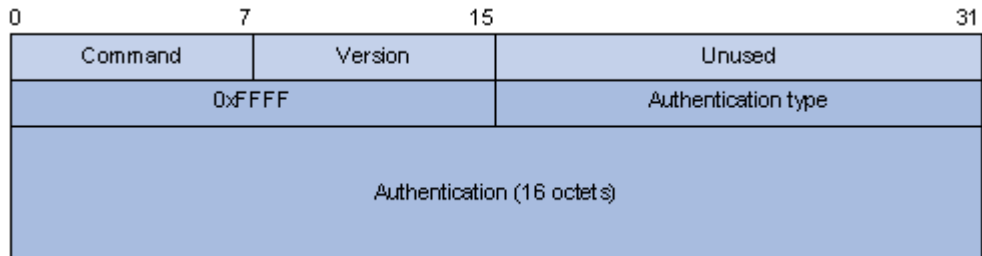 0 7 15 31
Command Version Unused
0xFFFF Authentication type
Authentication (16 octets)